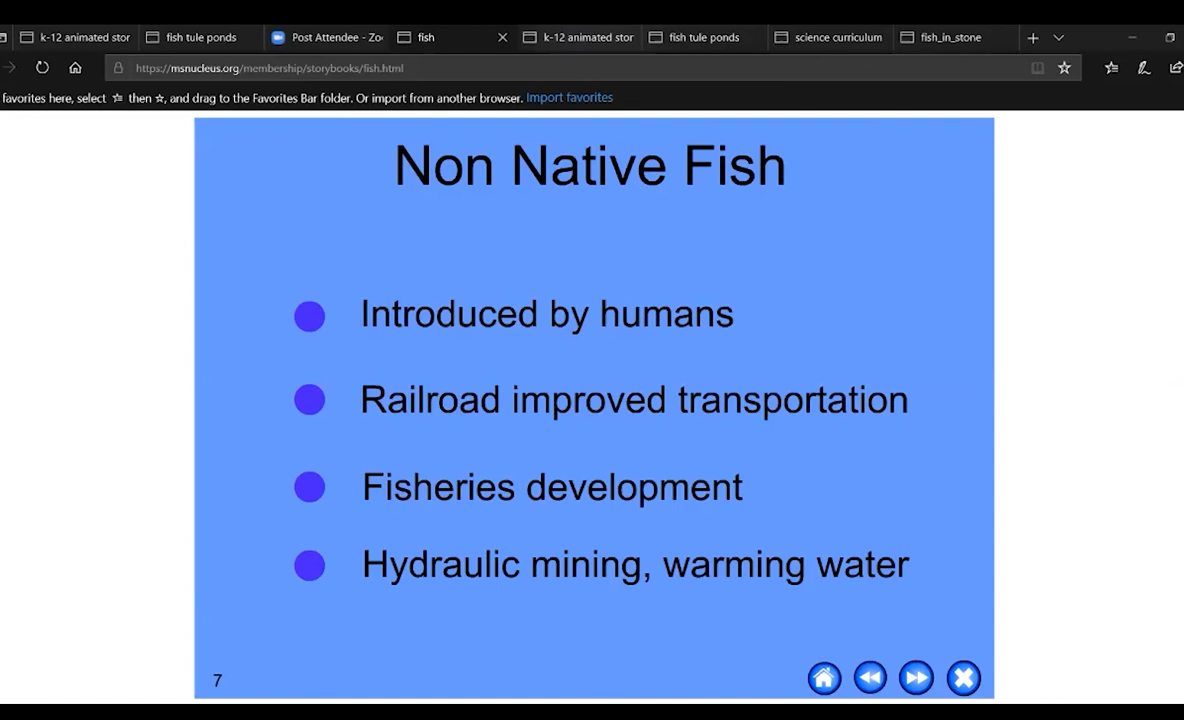 k-12 animated stor
fish tule ponds
Post Attendee - Zo
fish
k-12 animated stor
fish tule ponds
science curriculum
fish_in_stone
https://msnucleus.org/membership/storybooks/fish.html
favorites here, select then, and drag to the Favorites Bar folder. Or import from another browser. Import favorites
Non Native Fish
Introduced by humans
Railroad improved transportation
Fisheries development
Hydraulic mining, warming water
7